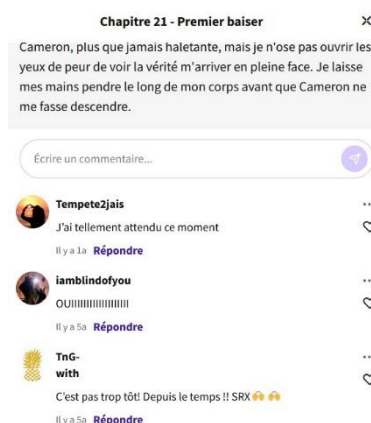 Chapitre 21 - Premier baiser
Cameron, plus que jamais haletante, mais je n'ose pas ouvrir les
yeux de peur de voir la vérité m'arriver en pleine face. Je laisse
mes mains pendre le long de mon corps avant que Cameron ne
me fasse descendre.
Écrire un commentaire...
Tempete2jais
J'ai tellement attendu ce moment
Il y a 1a Répondre
iamblindofyou
OUIIIIIIIIIIIIIIIIIII
Il y a 5a Répondre
TnG-
with
C'est pas trop tôt! Depuis le temps !! SRX 🙌 🙌
Il y a 5a Répondre